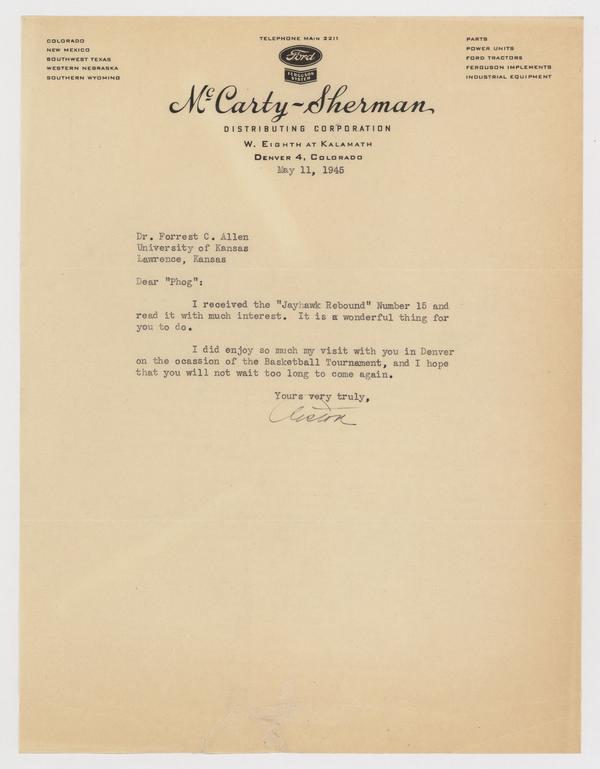 COLORADO
NEW MEXICO
SOUTHWEST TEXAS
WESTERN NEBRASKA
SOUTHERN WYOMING
TELEPHONE MAIN 2211
PARTS
POWER UNITS
FORD TRACTORS
FERGUSON IMPLEMENTS
INDUSTRIAL EQUIPMENT
Ford
FERGUSON
SYSTEM
McCarty-Sherman
DISTRIBUTING CORPORATION
W. EIGHTH AT KALAMATH
DENVER 4, COLORADO
May 11, 1945
Dr. Forrest C. Allen
University of Kansas
Lawrence, Kansas
Dear "Phog":
I received the "Jayhawk Rebound" Number 15 and
read it with much interest. It is a wonderful thing for
you to do.
I did enjoy so much my visit with you in Denver
on the ocassion of the Basketball Tournament, and I hope
that you will not wait too long to come again.
Yours very truly,